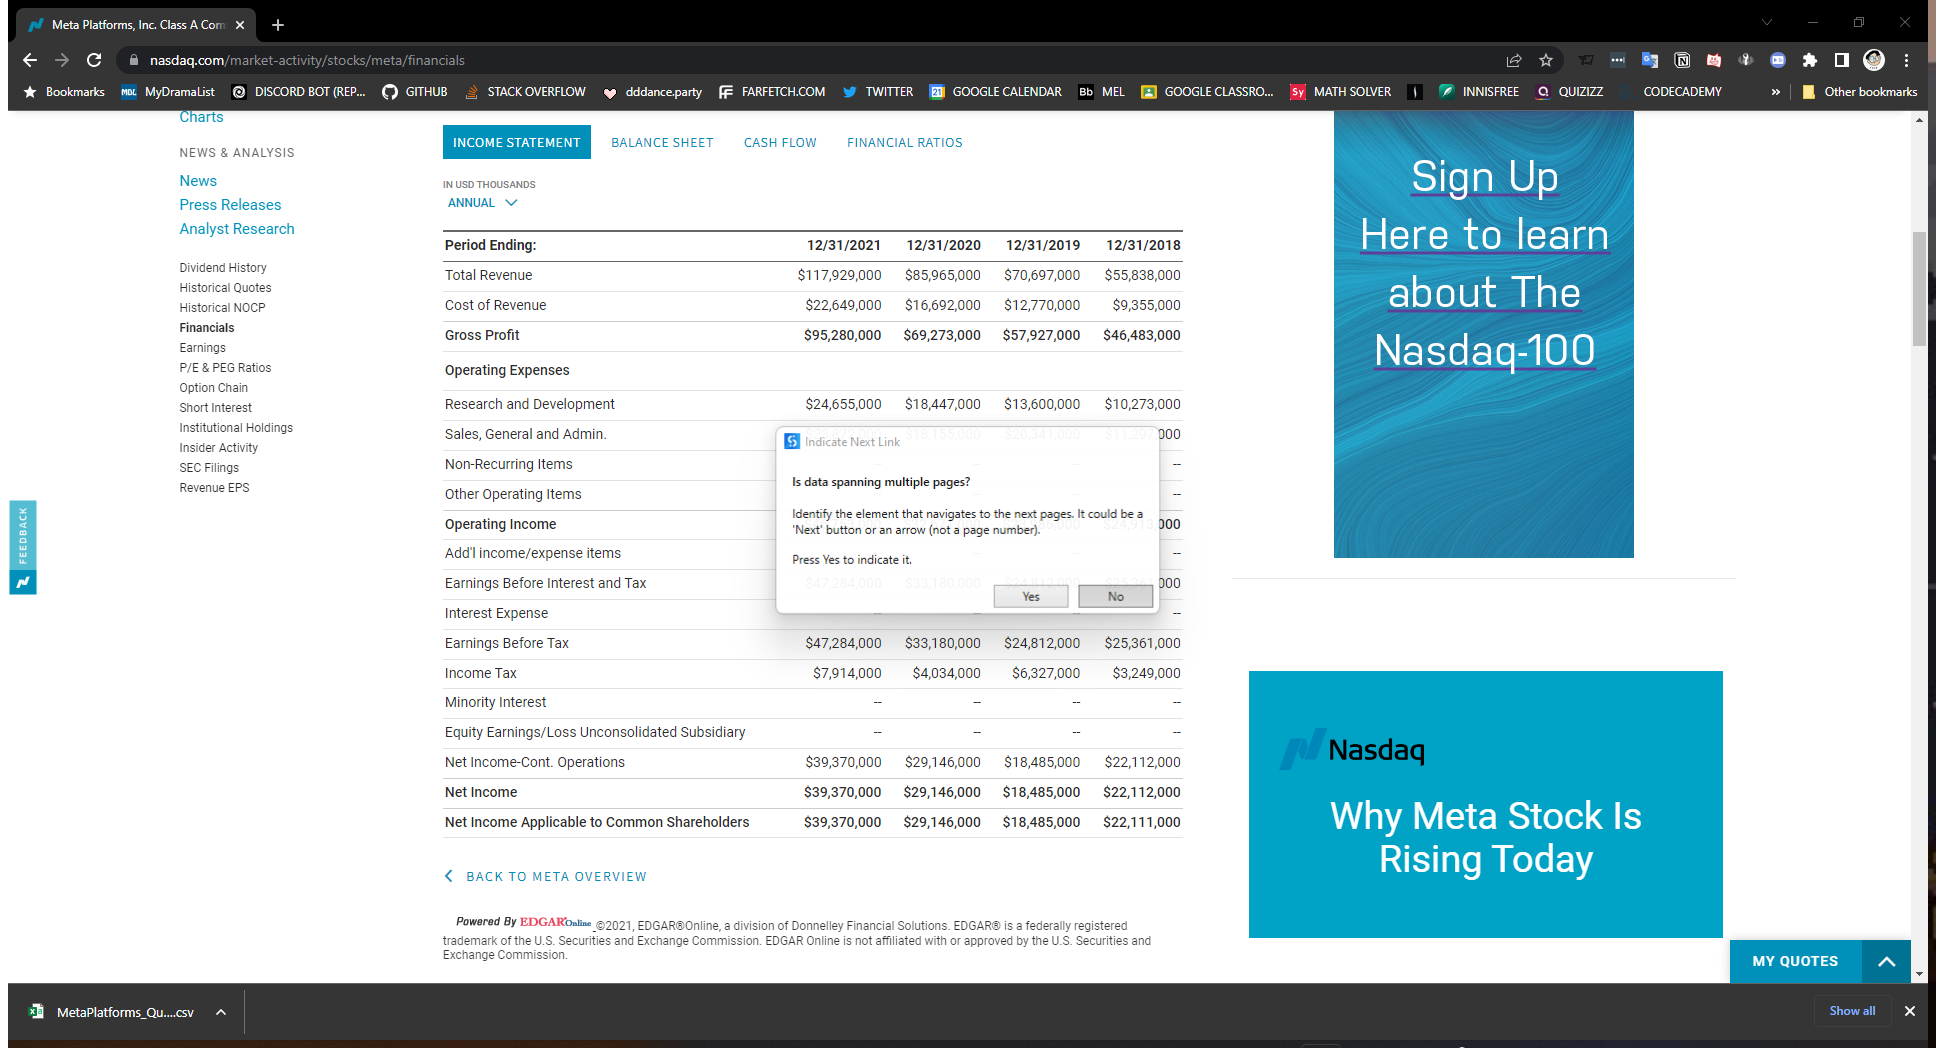 Meta Platforms, Inc. Class A Com
nasdaq.com/market-activity/stocks/meta/financials
Bookmarks MDL MyDramaList DISCORD BOT (REP... GITHUB STACK OVERFLOW dddance.party FARFETCH.COM TWITTER 21 GOOGLE CALENDAR Bb MEL GOOGLE CLASSRO... Sy MATH SOLVER INNISFREE QUIZIZZ CODECADEMY » Other bookmarks
Charts
NEWS & ANALYSIS
News
Press Releases
Analyst Research
Dividend History
Historical Quotes
Historical NOCP
Financials
Earnings
P/E & PEG Ratios
Option Chain
Short Interest
Institutional Holdings
Insider Activity
SEC Filings
Revenue EPS
FEEDBACK
INCOME STATEMENT BALANCE SHEET CASH FLOW FINANCIAL RATIOS
IN USD THOUSANDS
ANNUAL
Period Ending: 12/31/2021 12/31/2020 12/31/2019 12/31/2018
Total Revenue $117,929,000 $85,965,000 $70,697,000 $55,838,000
Cost of Revenue $22,649,000 $16,692,000 $12,770,000 $9,355,000
Gross Profit $95,280,000 $69,273,000 $57,927,000 $46,483,000
Operating Expenses
Research and Development $24,655,000 $18,447,000 $13,600,000 $10,273,000
Sales, General and Admin. $18,155,000 $20,341,000 $11,297,000
Non-Recurring Items --
Other Operating Items --
Operating Income $24,913,000
Add'l income/expense items --
Earnings Before Interest and Tax $47,284,000 $33,180,000 $24,812,000 $25,361,000
Interest Expense -- -- -- --
Earnings Before Tax $47,284,000 $33,180,000 $24,812,000 $25,361,000
Income Tax $7,914,000 $4,034,000 $6,327,000 $3,249,000
Minority Interest -- -- -- --
Equity Earnings/Loss Unconsolidated Subsidiary -- -- -- --
Net Income-Cont. Operations $39,370,000 $29,146,000 $18,485,000 $22,112,000
Net Income $39,370,000 $29,146,000 $18,485,000 $22,112,000
Net Income Applicable to Common Shareholders $39,370,000 $29,146,000 $18,485,000 $22,111,000
Indicate Next Link
Is data spanning multiple pages?
Identify the element that navigates to the next pages. It could be a
'Next' button or an arrow (not a page number).
Press Yes to indicate it.
Yes No
BACK TO META OVERVIEW
Powered By EDGAR Online ©2021, EDGAR®Online, a division of Donnelley Financial Solutions. EDGAR® is a federally registered
trademark of the U.S. Securities and Exchange Commission. EDGAR Online is not affiliated with or approved by the U.S. Securities and
Exchange Commission.
Sign Up
Here to learn
about The
Nasdaq-100
Nasdaq
Why Meta Stock Is
Rising Today
MY QUOTES
MetaPlatforms_Qu....csv
Show all